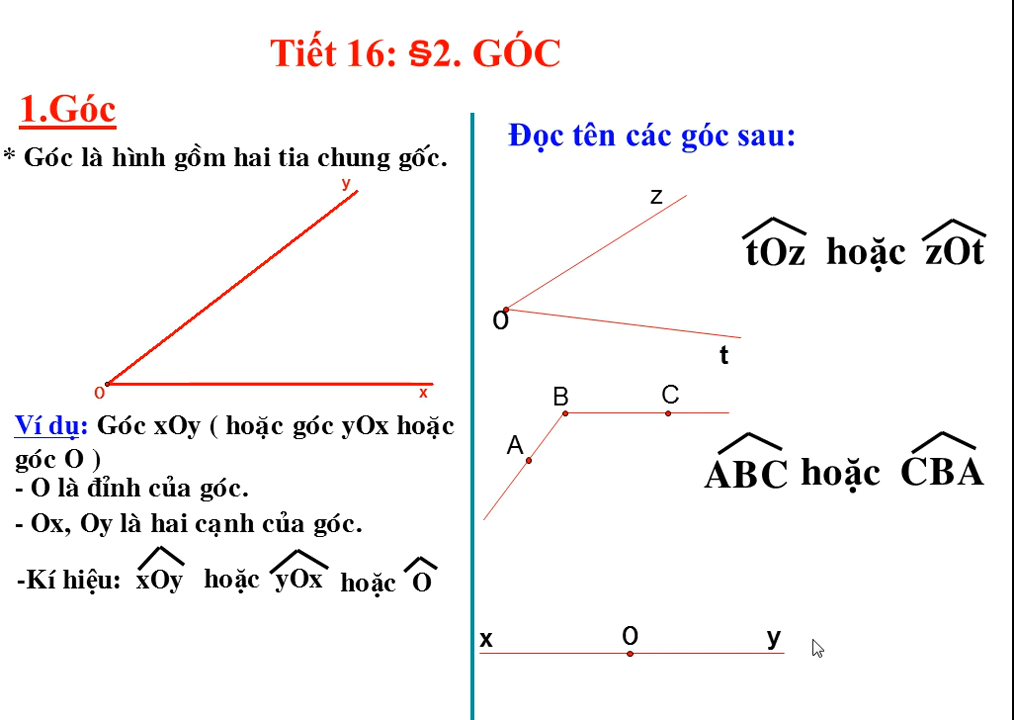 Tiết 16: §2. GÓC
1.Góc
* Góc là hình gồm hai tia chung gốc.
y
O
x
Ví dụ: Góc xOy ( hoặc góc yOx hoặc
góc O )
- O là đỉnh của góc.
- Ox, Oy là hai cạnh của góc.
-Kí hiệu: xOy hoặc yOx hoặc O
Đọc tên các góc sau:
z
O
t
tOz hoặc zOt
B
C
A
ABC hoặc CBA
x
O
y